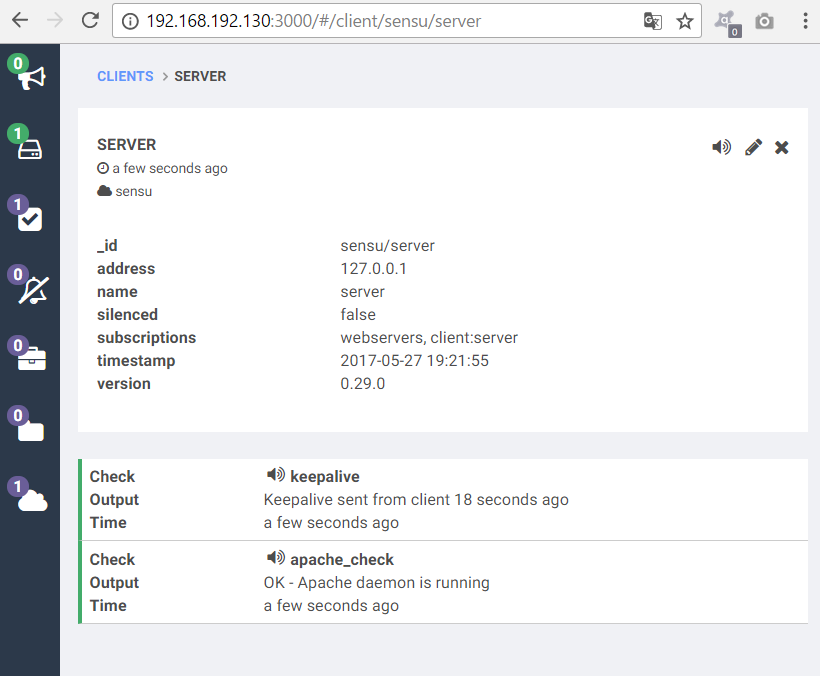 192.168.192.130:3000/#/client/sensu/server
0
0
CLIENTS > SERVER
1
SERVER
a few seconds ago
sensu
1
_id sensu/server
address 127.0.0.1
0
name server
silenced false
subscriptions webservers, client:server
0
timestamp 2017-05-27 19:21:55
version 0.29.0
0
Check keepalive
1
Output Keepalive sent from client 18 seconds ago
Time a few seconds ago
Check apache_check
Output OK - Apache daemon is running
Time a few seconds ago